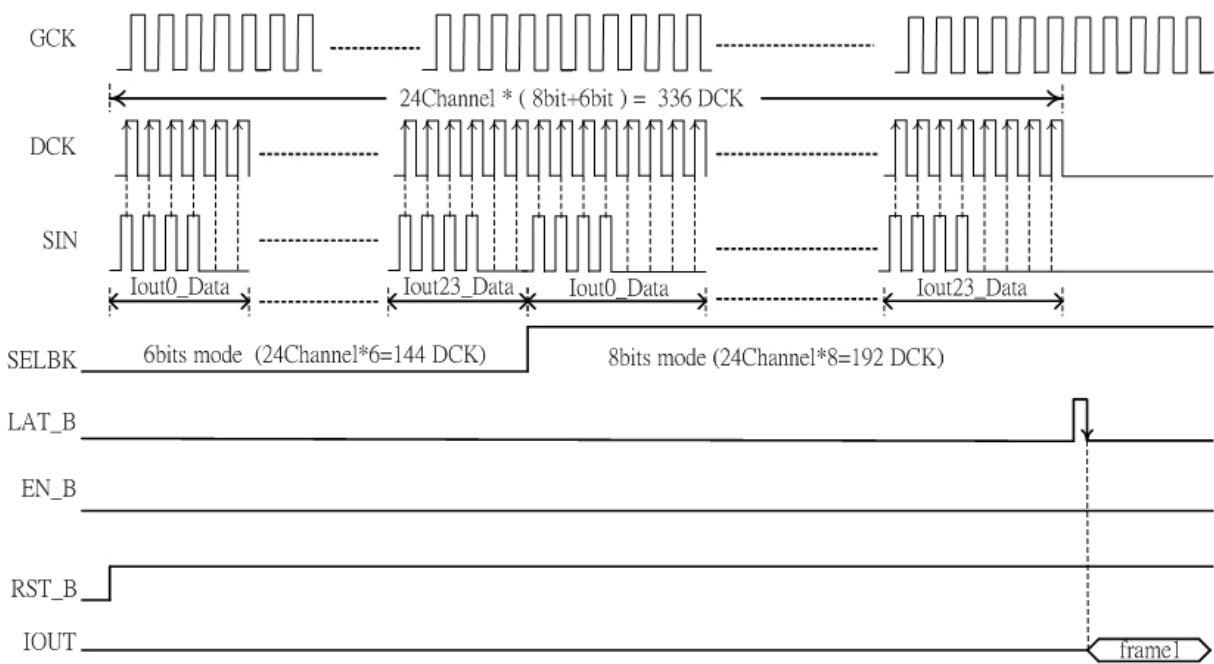 GCK
24Channel * ( 8bit+6bit ) = 336 DCK
DCK
SIN
Iout0_Data Iout23_Data Iout0_Data Iout23_Data
SELBK 6bits mode (24Channel*6=144 DCK) 8bits mode (24Channel*8=192 DCK)
LAT_B
EN_B
RST_B
IOUT frame1